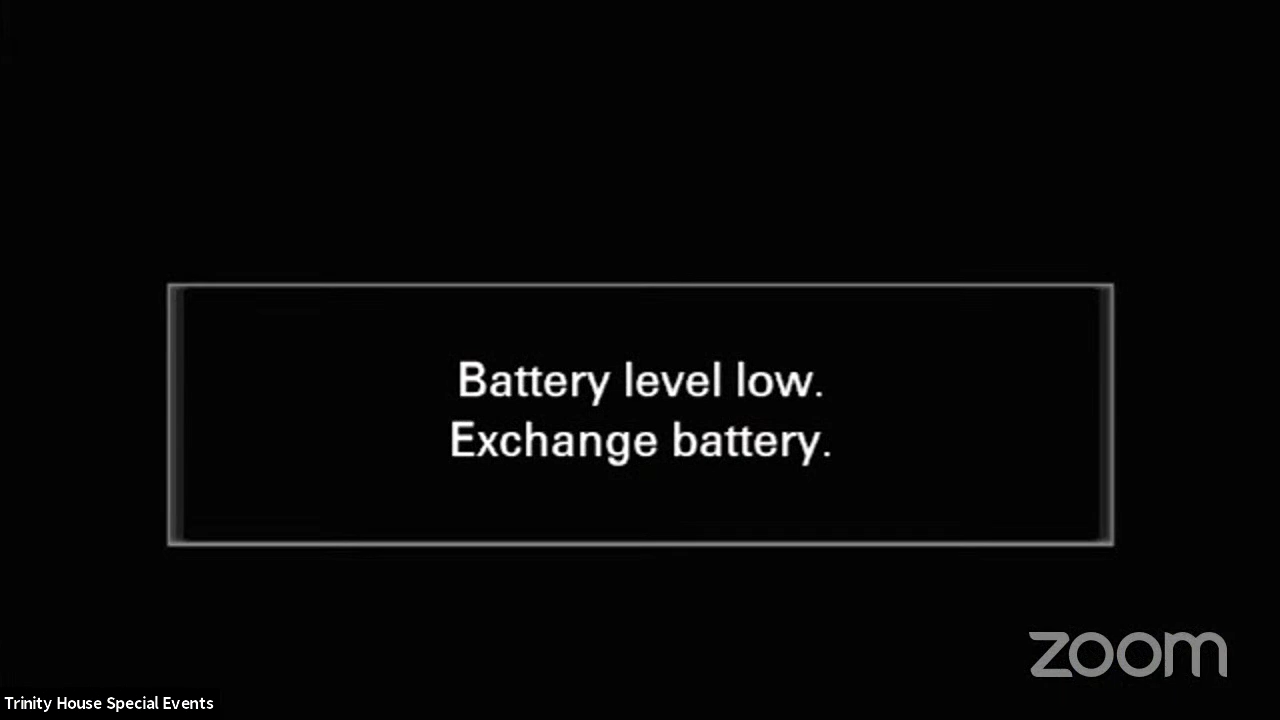 Battery level low.
Exchange battery.
zoom
Trinity House Special Events